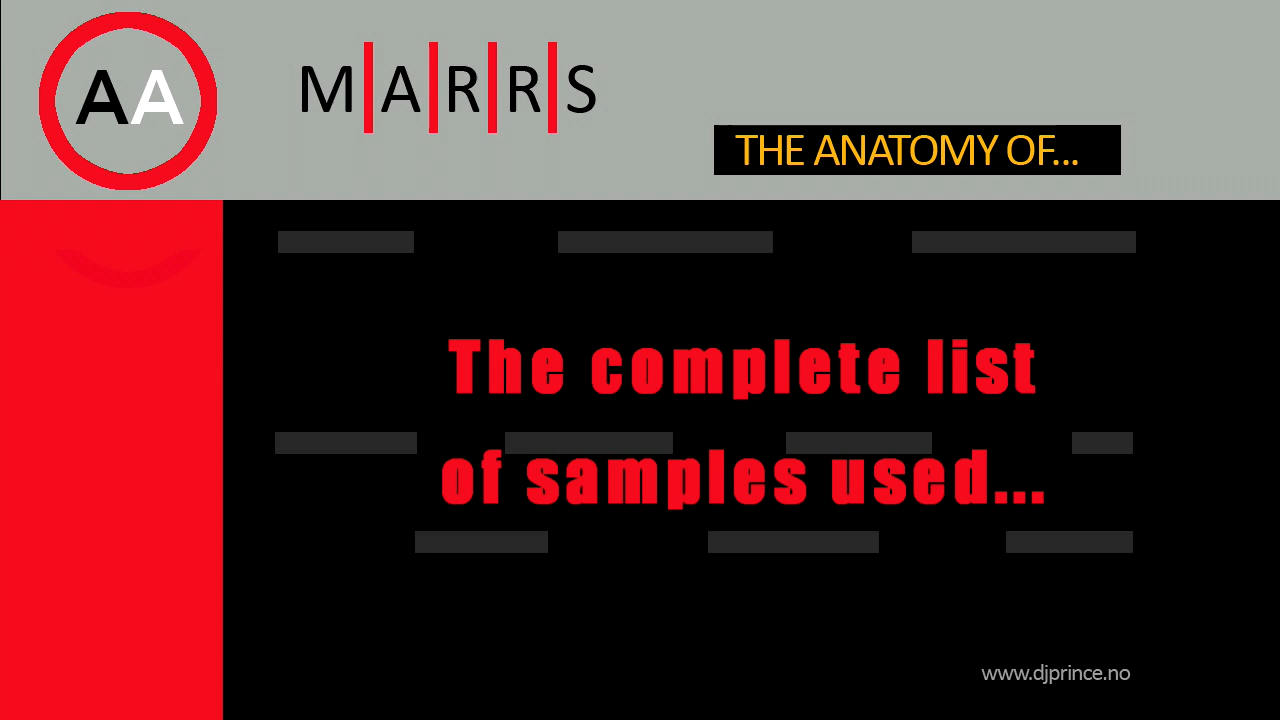 AA
M|A|R|R|S
THE ANATOMY OF...
The complete list
of samples used...
www.djprince.no